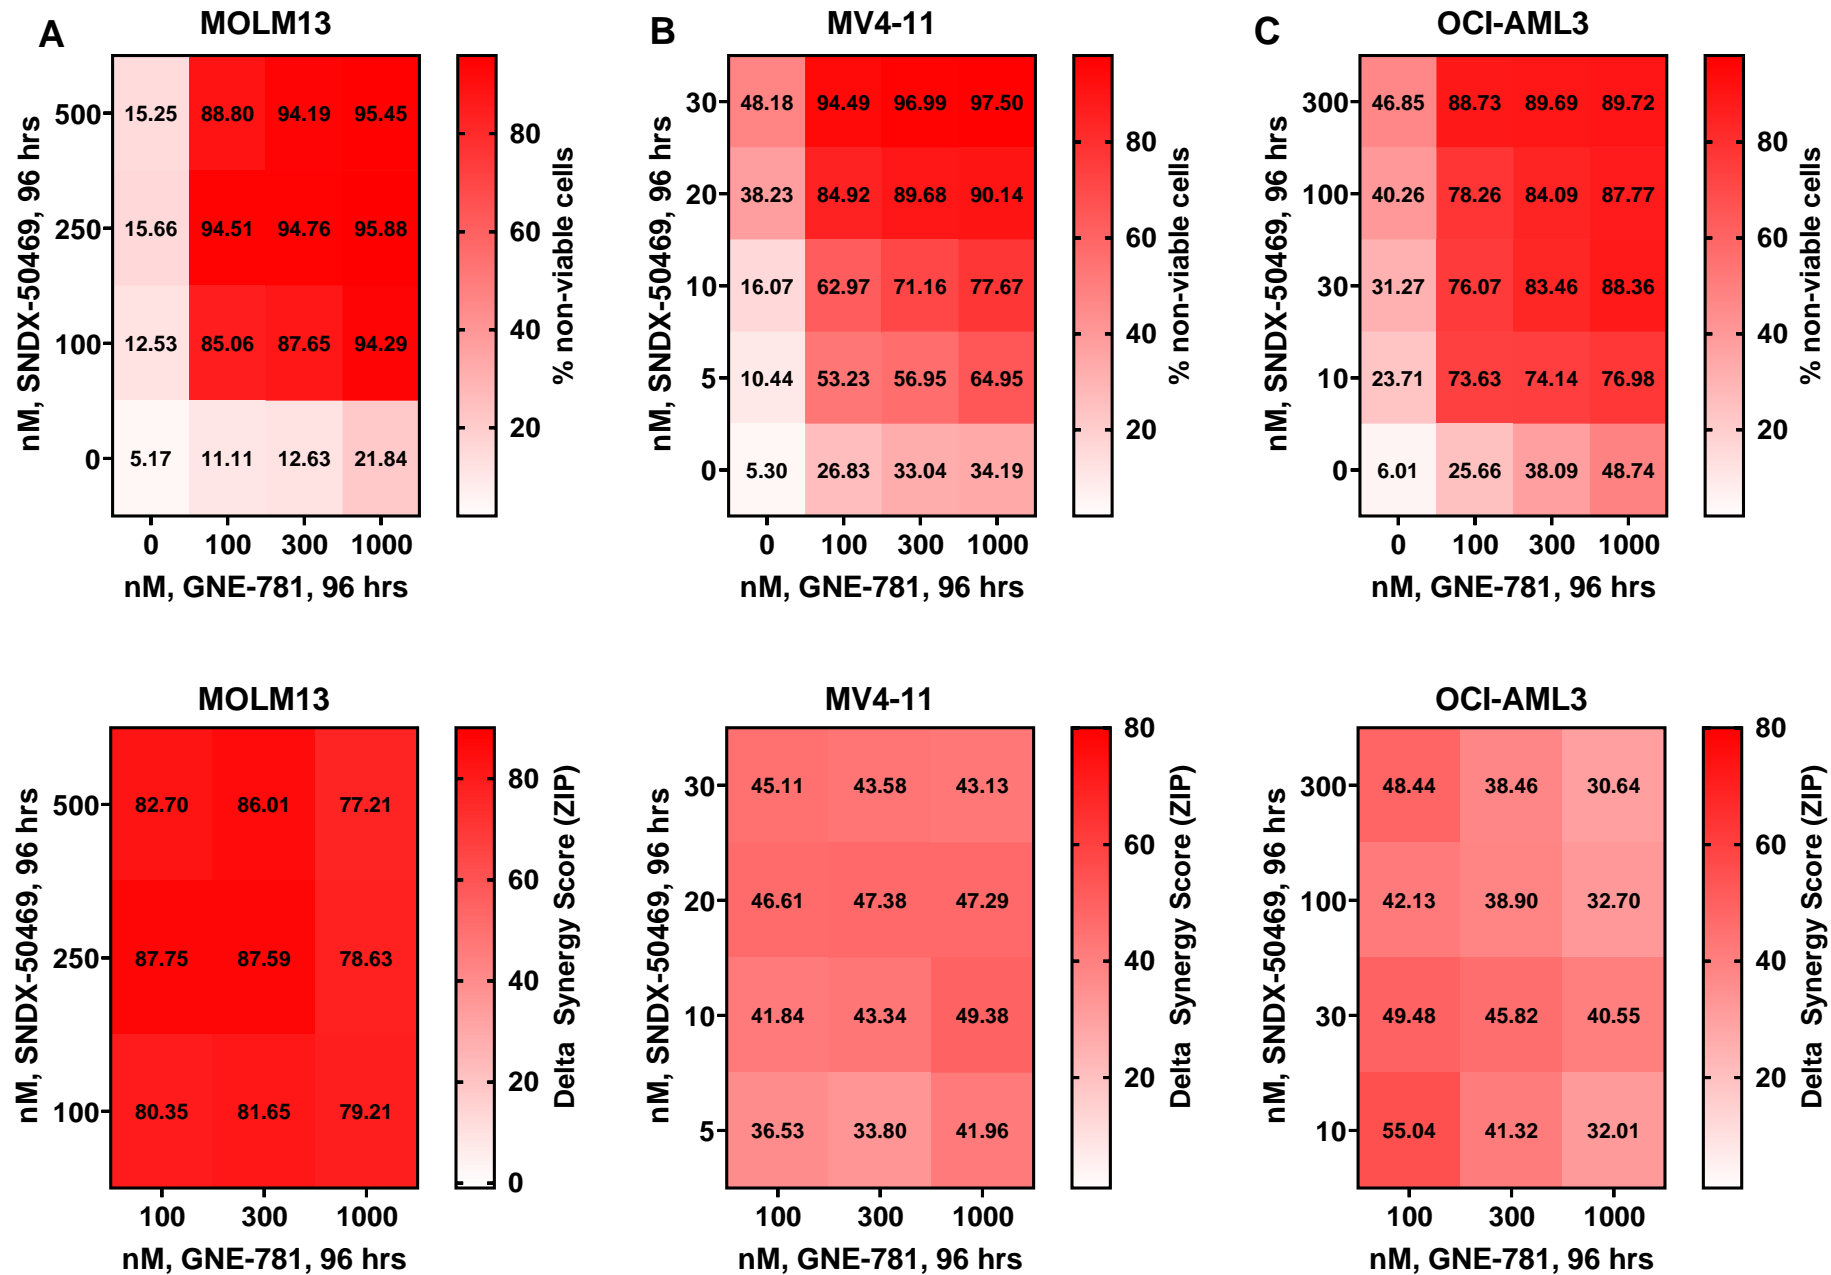 A
MOLM13
nM, SNDX-50469, 96 hrs
500 15.25 88.80 94.19 95.45
250 15.66 94.51 94.76 95.88
100 12.53 85.06 87.65 94.29
0 5.17 11.11 12.63 21.84
0 100 300 1000
nM, GNE-781, 96 hrs
80
60
40
20
% non-viable cells
B
MV4-11
nM, SNDX-50469, 96 hrs
30 48.18 94.49 96.99 97.50
20 38.23 84.92 89.68 90.14
10 16.07 62.97 71.16 77.67
5 10.44 53.23 56.95 64.95
0 5.30 26.83 33.04 34.19
0 100 300 1000
nM, GNE-781, 96 hrs
80
60
40
20
% non-viable cells
C
OCI-AML3
nM, SNDX-50469, 96 hrs
300 46.85 88.73 89.69 89.72
100 40.26 78.26 84.09 87.77
30 31.27 76.07 83.46 88.36
10 23.71 73.63 74.14 76.98
0 6.01 25.66 38.09 48.74
0 100 300 1000
nM, GNE-781, 96 hrs
80
60
40
20
% non-viable cells
MOLM13
nM, SNDX-50469, 96 hrs
500 82.70 86.01 77.21
250 87.75 87.59 78.63
100 80.35 81.65 79.21
100 300 1000
nM, GNE-781, 96 hrs
80
60
40
20
0
Delta Synergy Score (ZIP)
MV4-11
nM, SNDX-50469, 96 hrs
30 45.11 43.58 43.13
20 46.61 47.38 47.29
10 41.84 43.34 49.38
5 36.53 33.80 41.96
100 300 1000
nM, GNE-781, 96 hrs
80
60
40
20
Delta Synergy Score (ZIP)
OCI-AML3
nM, SNDX-50469, 96 hrs
300 48.44 38.46 30.64
100 42.13 38.90 32.70
30 49.48 45.82 40.55
10 55.04 41.32 32.01
100 300 1000
nM, GNE-781, 96 hrs
80
60
40
20
Delta Synergy Score (ZIP)